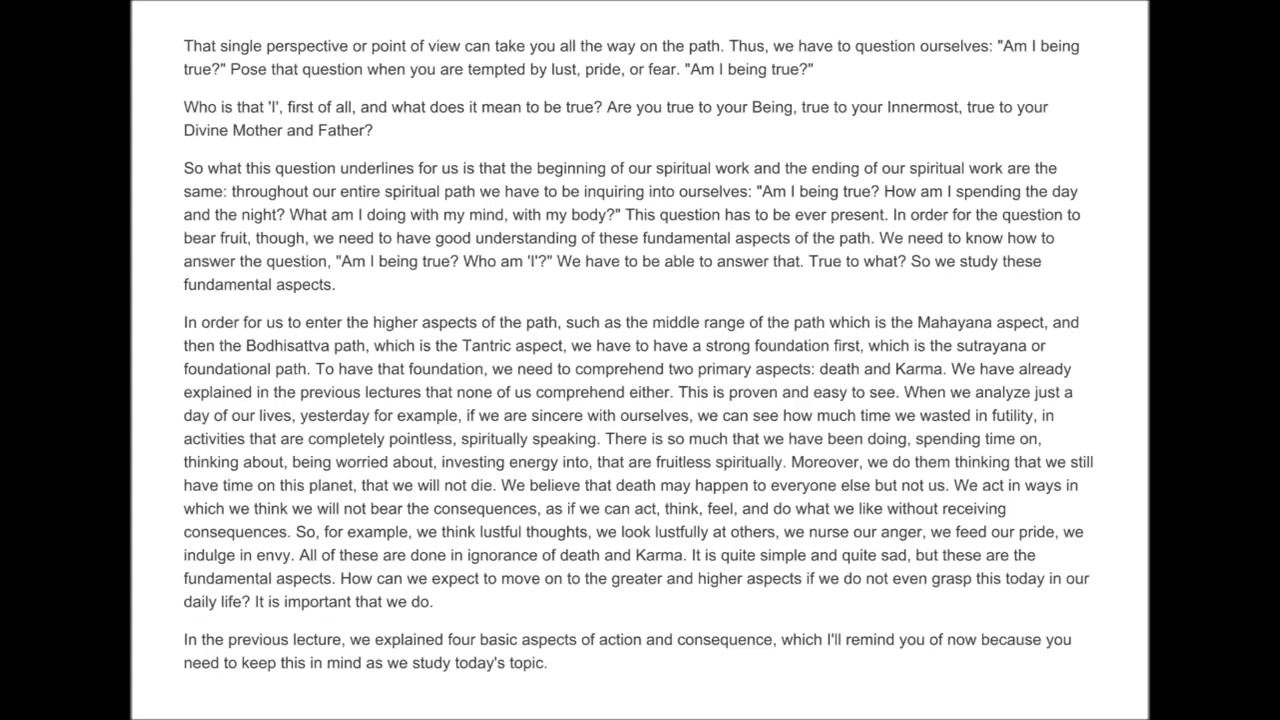 That single perspective or point of view can take you all the way on the path. Thus, we have to question ourselves: "Am I being
true?" Pose that question when you are tempted by lust, pride, or fear. "Am I being true?"
Who is that 'I', first of all, and what does it mean to be true? Are you true to your Being, true to your Innermost, true to your
Divine Mother and Father?
So what this question underlines for us is that the beginning of our spiritual work and the ending of our spiritual work are the
same: throughout our entire spiritual path we have to be inquiring into ourselves: "Am I being true? How am I spending the day
and the night? What am I doing with my mind, with my body?" This question has to be ever present. In order for the question to
bear fruit, though, we need to have good understanding of these fundamental aspects of the path. We need to know how to
answer the question, "Am I being true? Who am 'I'?" We have to be able to answer that. True to what? So we study these
fundamental aspects.
In order for us to enter the higher aspects of the path, such as the middle range of the path which is the Mahayana aspect, and
then the Bodhisattva path, which is the Tantric aspect, we have to have a strong foundation first, which is the sutrayana or
foundational path. To have that foundation, we need to comprehend two primary aspects: death and Karma. We have already
explained in the previous lectures that none of us comprehend either. This is proven and easy to see. When we analyze just a
day of our lives, yesterday for example, if we are sincere with ourselves, we can see how much time we wasted in futility, in
activities that are completely pointless, spiritually speaking. There is so much that we have been doing, spending time on,
thinking about, being worried about, investing energy into, that are fruitless spiritually. Moreover, we do them thinking that we still
have time on this planet, that we will not die. We believe that death may happen to everyone else but not us. We act in ways in
which we think we will not bear the consequences, as if we can act, think, feel, and do what we like without receiving
consequences. So, for example, we think lustful thoughts, we look lustfully at others, we nurse our anger, we feed our pride, we
indulge in envy. All of these are done in ignorance of death and Karma. It is quite simple and quite sad, but these are the
fundamental aspects. How can we expect to move on to the greater and higher aspects if we do not even grasp this today in our
daily life? It is important that we do.
In the previous lecture, we explained four basic aspects of action and consequence, which I'll remind you of now because you
need to keep this in mind as we study today's topic.